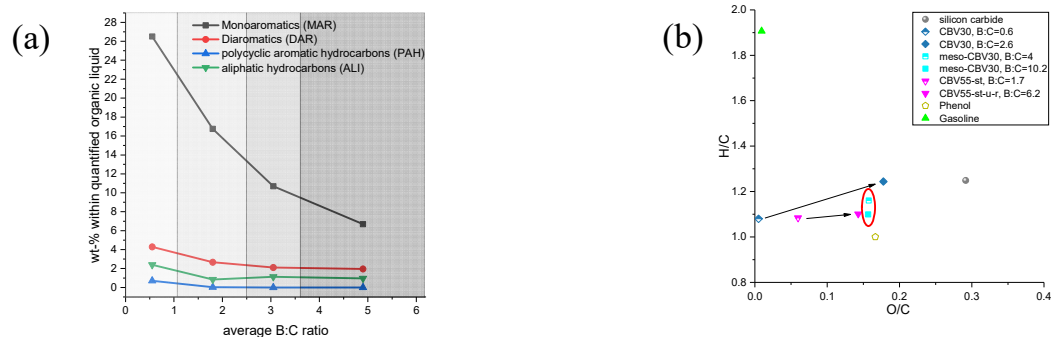 (a)
Monoaromatics (MAR)
Diaromatics (DAR)
polycyclic aromatic hydrocarbons (PAH)
aliphatic hydrocarbons (ALI)
wt-% within quantified organic liquid
28
26
24
22
20
18
16
14
12
10
8
6
4
2
0
0 1 2 3 4 5 6
average B:C ratio
(b)
silicon carbide
CBV30, B:C=0.6
CBV30, B:C=2.6
meso-CBV30, B:C=4
meso-CBV30, B:C=10.2
CBV55-st, B:C=1.7
CBV55-st-u-r, B:C=6.2
Phenol
Gasoline
H/C
2.0
1.8
1.6
1.4
1.2
1.0
0.8
0.0 0.1 0.2 0.3 0.4
O/C